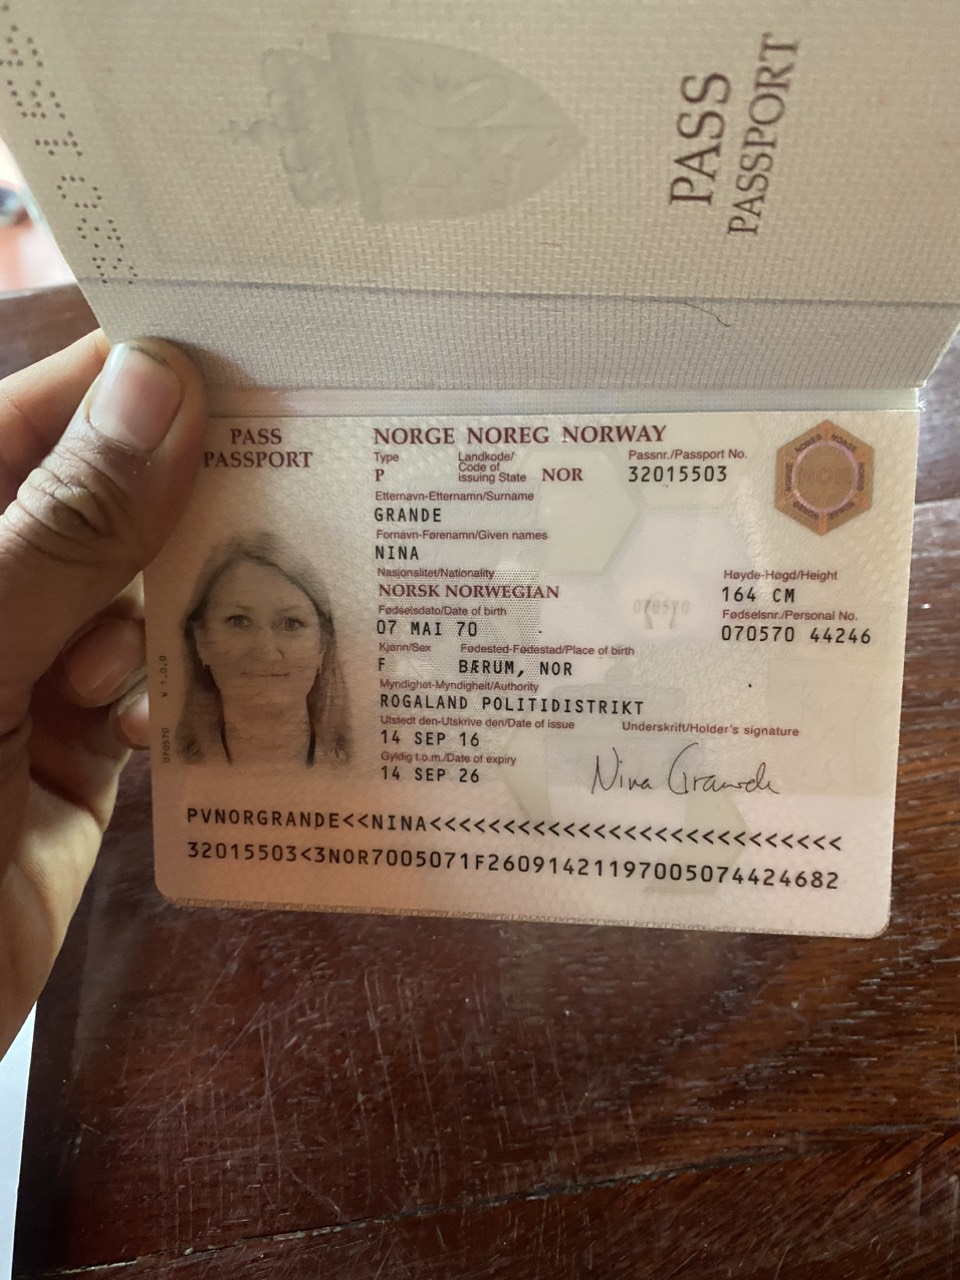 PASS
PASSPORT
PASS
PASSPORT
NORGE NOREG NORWAY
Type
P
Landkode/
Code of
issuing State
NOR
Passnr./Passport No.
32015503
Etternavn-Etternamn/Surname
GRANDE
Fornavn-Førenamn/Given names
NINA
Nasjonalitet/Nationality
NORSK NORWEGIAN
Høyde-Høgd/Height
164 CM
Fødselsdato/Date of birth
07 MAI 70
070570
Fødselsnr./Personal No.
070570 44246
Kjønn/Sex
F
Fødested-Fødestad/Place of birth
BÆRUM, NOR
Myndighet-Myndigheit/Authority
ROGALAND POLITIDISTRIKT
Utstedt den-Utskrive den/Date of issue
14 SEP 16
Underskrift/Holder's signature
Nina Grande
Gyldig t.o.m./Date of expiry
14 SEP 26
070570 V 1.0.0
PVNORGRANDE<<NINA<<<<<<<<<<<<<<<<<<<<<<<<<<<
32015503<3NOR7005071F26091421197005074424682